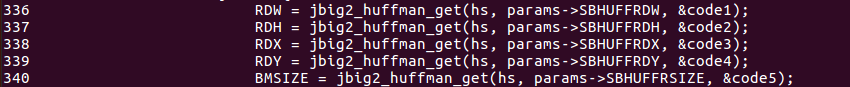 336 RDW = jbig2_huffman_get(hs, params->SBHUFFRDW, &code1);
337 RDH = jbig2_huffman_get(hs, params->SBHUFFRDH, &code2);
338 RDX = jbig2_huffman_get(hs, params->SBHUFFRDX, &code3);
339 RDY = jbig2_huffman_get(hs, params->SBHUFFRDY, &code4);
340 BMSIZE = jbig2_huffman_get(hs, params->SBHUFFRSIZE, &code5);